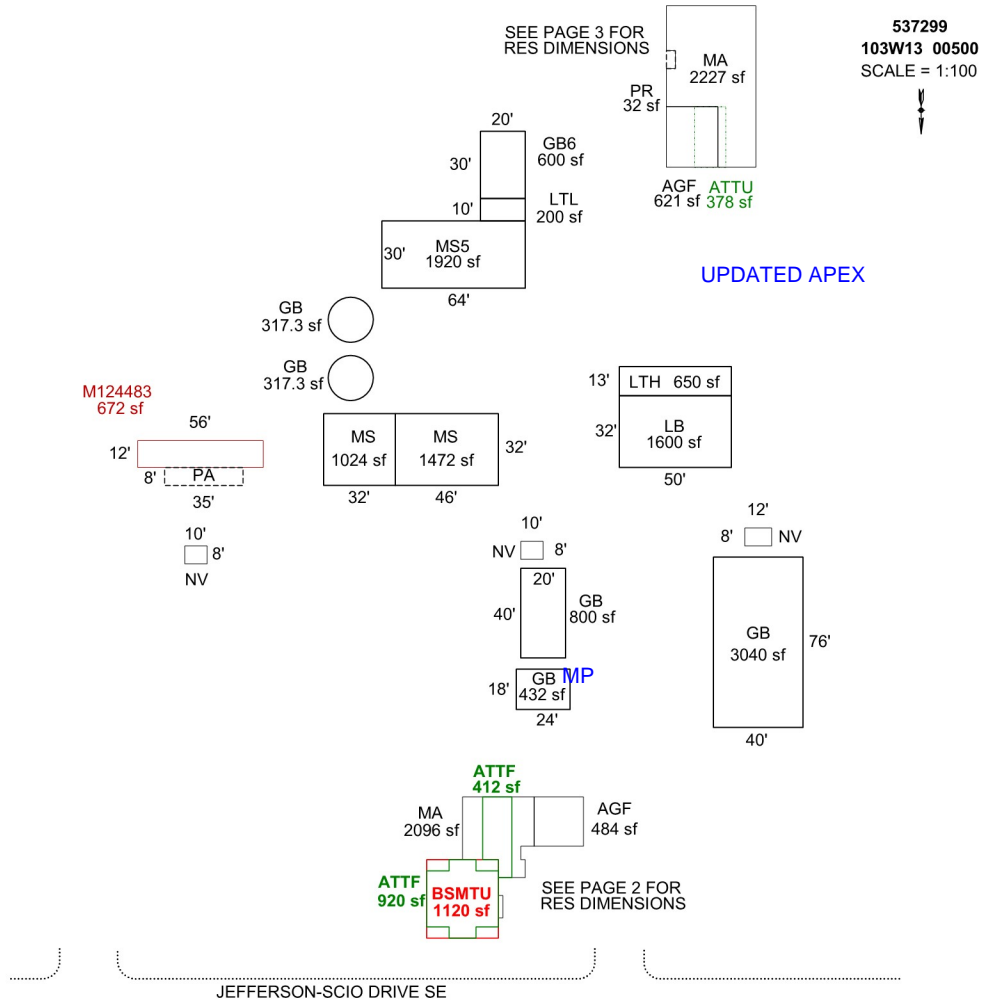 SEE PAGE 3 FOR
RES DIMENSIONS
537299
103W13 00500
SCALE = 1:100
MA
2227 sf
PR
32 sf
AGF
621 sf
ATTU
378 sf
20'
30'
GB6
600 sf
10'
LTL
200 sf
30'
MS5
1920 sf
64'
UPDATED APEX
GB
317.3 sf
GB
317.3 sf
M124483
672 sf
56'
12'
8'
PA
35'
10'
8'
NV
MS
1024 sf
MS
1472 sf
32'
32'
46'
13'
LTH 650 sf
32'
LB
1600 sf
50'
10'
NV
8'
20'
40'
GB
800 sf
MP
18'
GB
432 sf
24'
12'
8'
NV
GB
3040 sf
76'
40'
ATTF
412 sf
MA
2096 sf
AGF
484 sf
ATTF
920 sf
BSMTU
1120 sf
SEE PAGE 2 FOR
RES DIMENSIONS
JEFFERSON-SCIO DRIVE SE